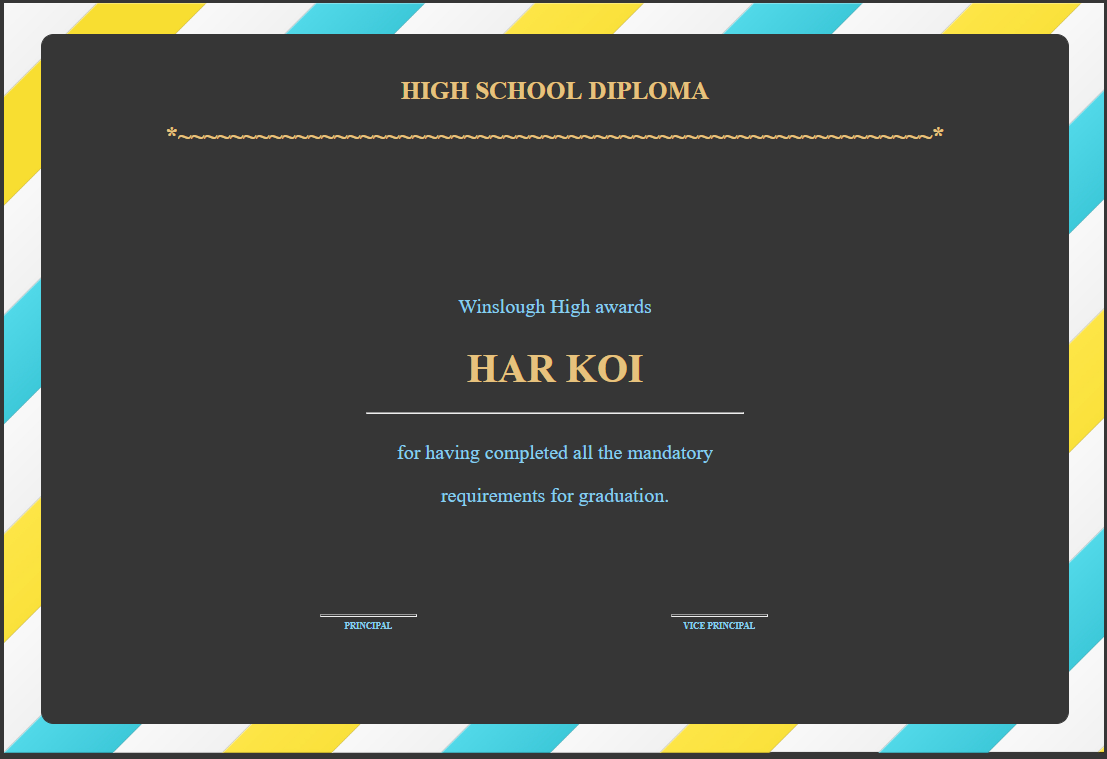 HIGH SCHOOL DIPLOMA
*~~~~~~~~~~~~~~~~~~~~~~~~~~~~~~~~~~~~~~~~~~~~~~~~~~~~~~~~~~*
Winslough High awards
HAR KOI
for having completed all the mandatory
requirements for graduation.
PRINCIPAL VICE PRINCIPAL